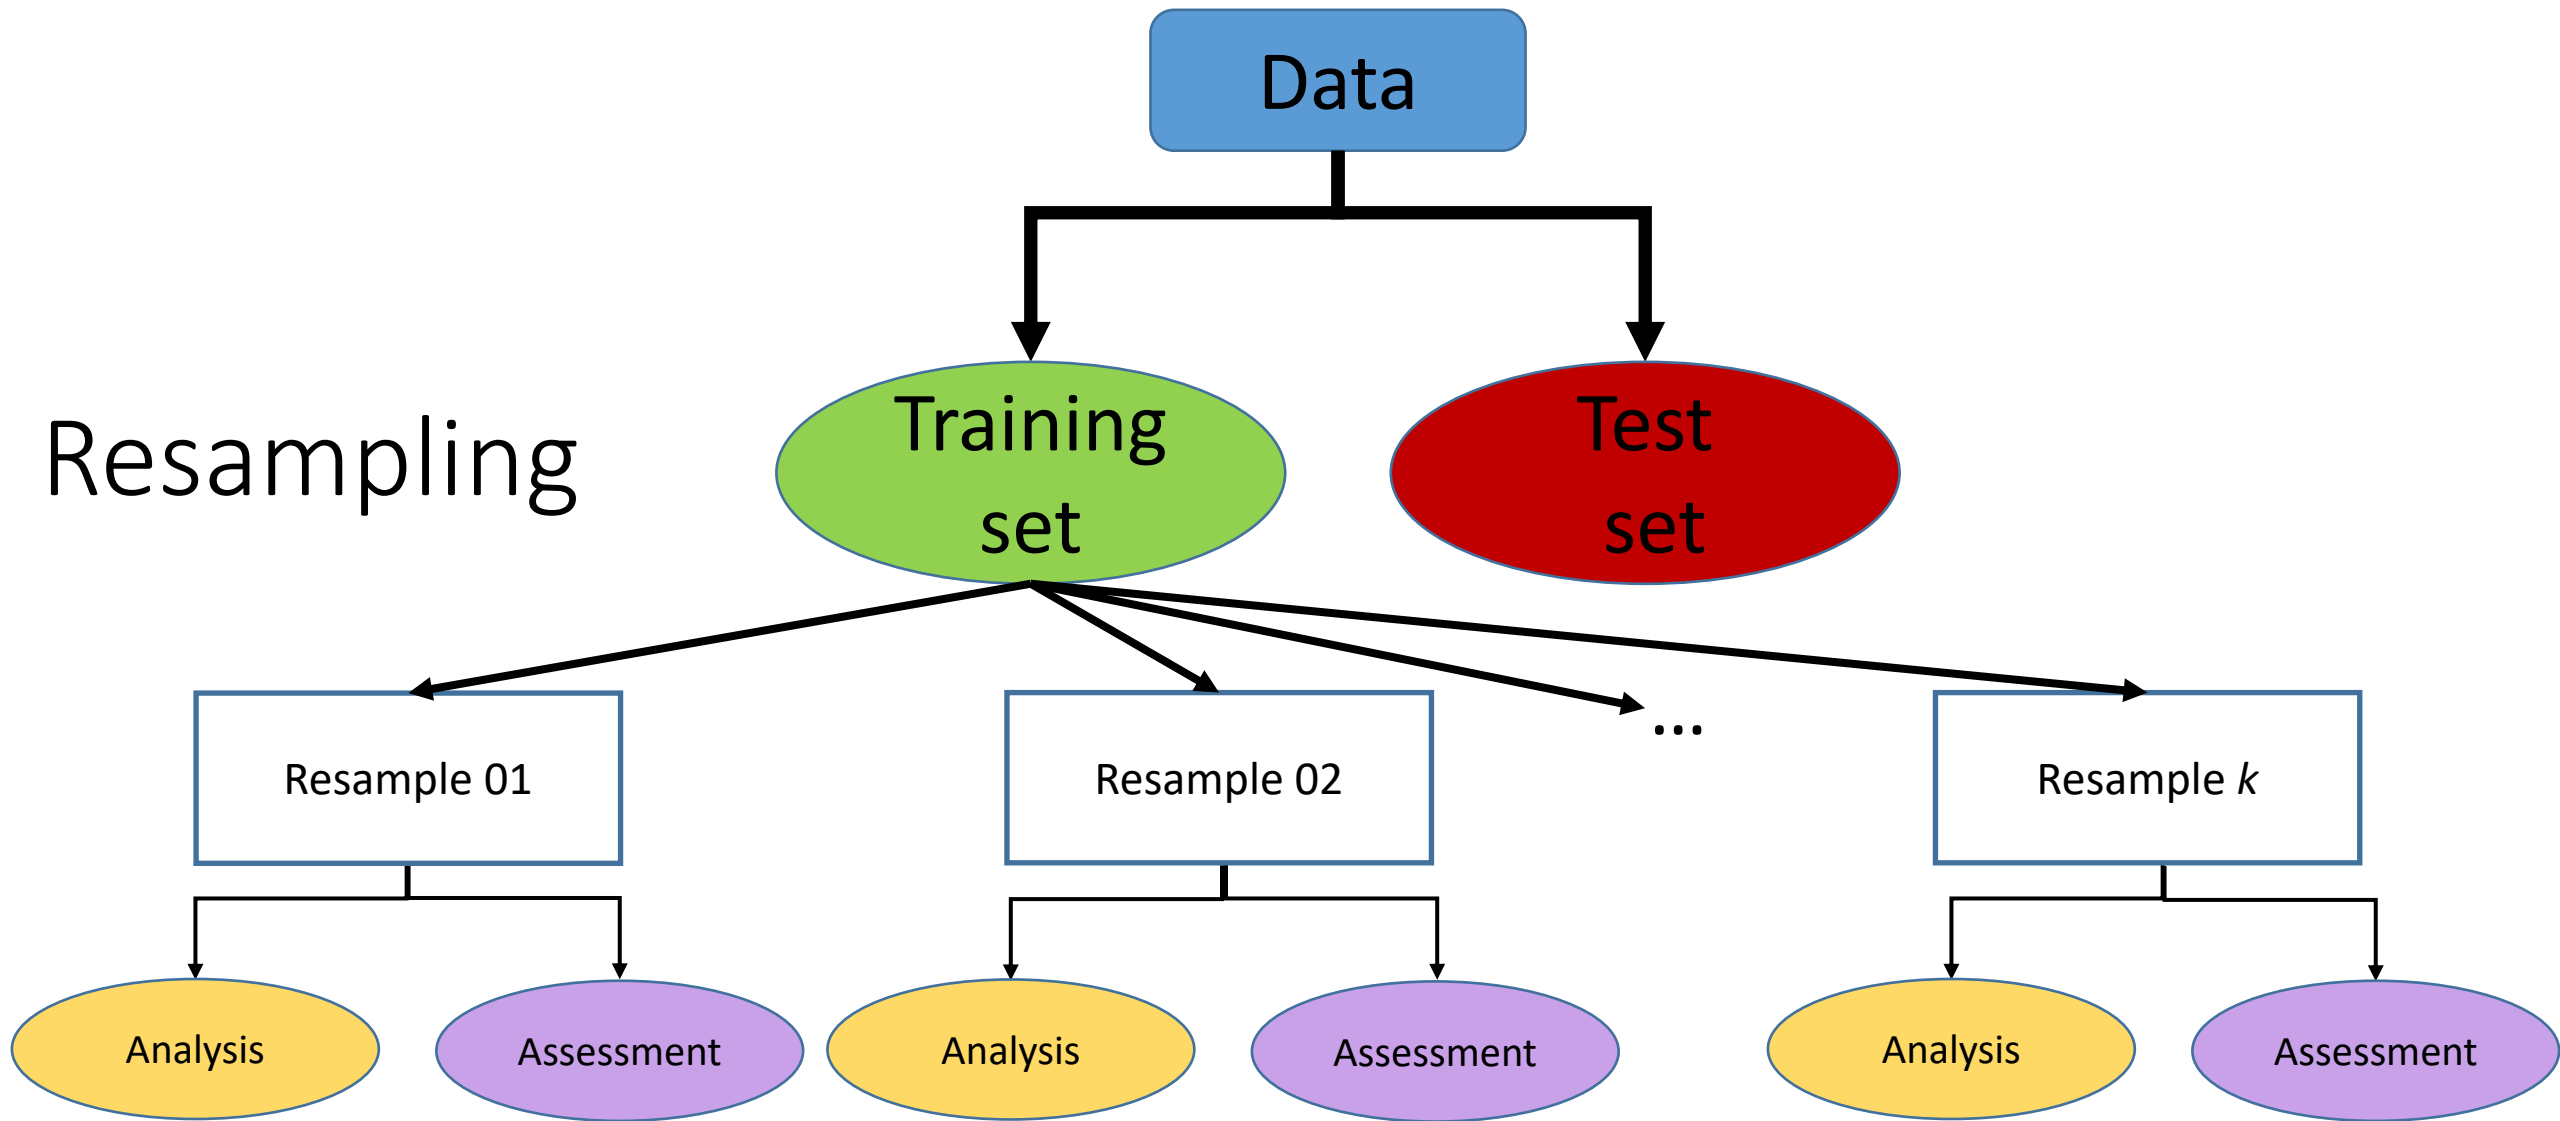 Data
Resampling
Training
set
Test
set
...
Resample 01
Resample 02
Resample k
Analysis
Assessment
Analysis
Assessment
Analysis
Assessment